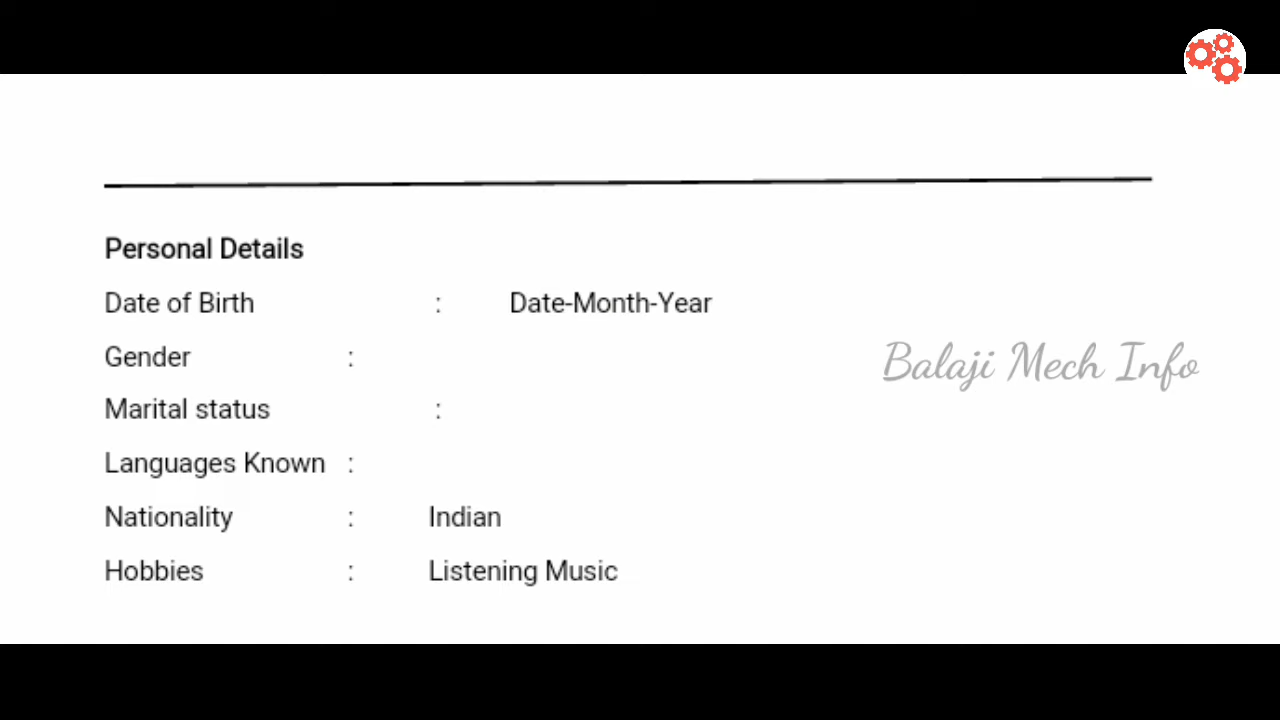 Personal Details
Date of Birth : Date-Month-Year
Gender :
Balaji Mech Info
Marital status :
Languages Known :
Nationality : Indian
Hobbies : Listening Music